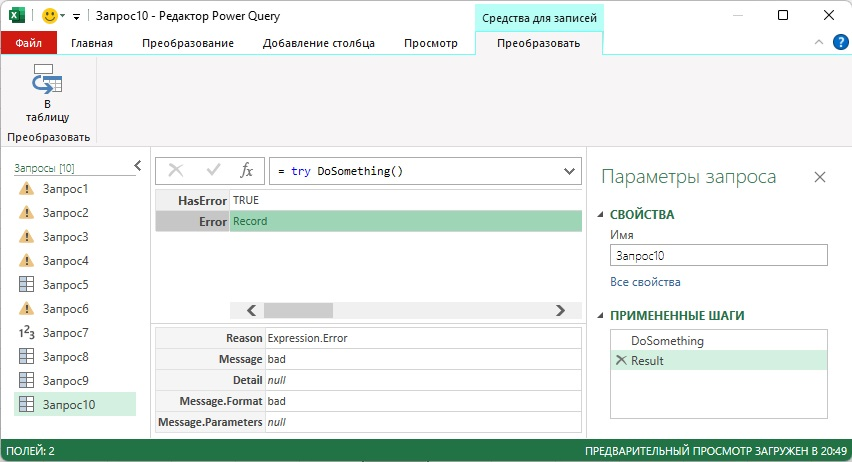 Запрос10 - Редактор Power Query
Средства для записей
Файл Главная Преобразование Добавление столбца Просмотр Преобразовать
В
таблицу
Преобразовать
Запросы [10]
Запрос1
Запрос2
Запрос3
Запрос4
Запрос5
Запрос6
1²3 Запрос7
Запрос8
Запрос9
Запрос10
fx = try DoSomething()
HasError TRUE
Error Record
Reason Expression.Error
Message bad
Detail null
Message.Format bad
Message.Parameters null
Параметры запроса
СВОЙСТВА
Имя
Запрос10
Все свойства
ПРИМЕНЕННЫЕ ШАГИ
DoSomething
Result
ПОЛЕЙ: 2
ПРЕДВАРИТЕЛЬНЫЙ ПРОСМОТР ЗАГРУЖЕН В 20:49